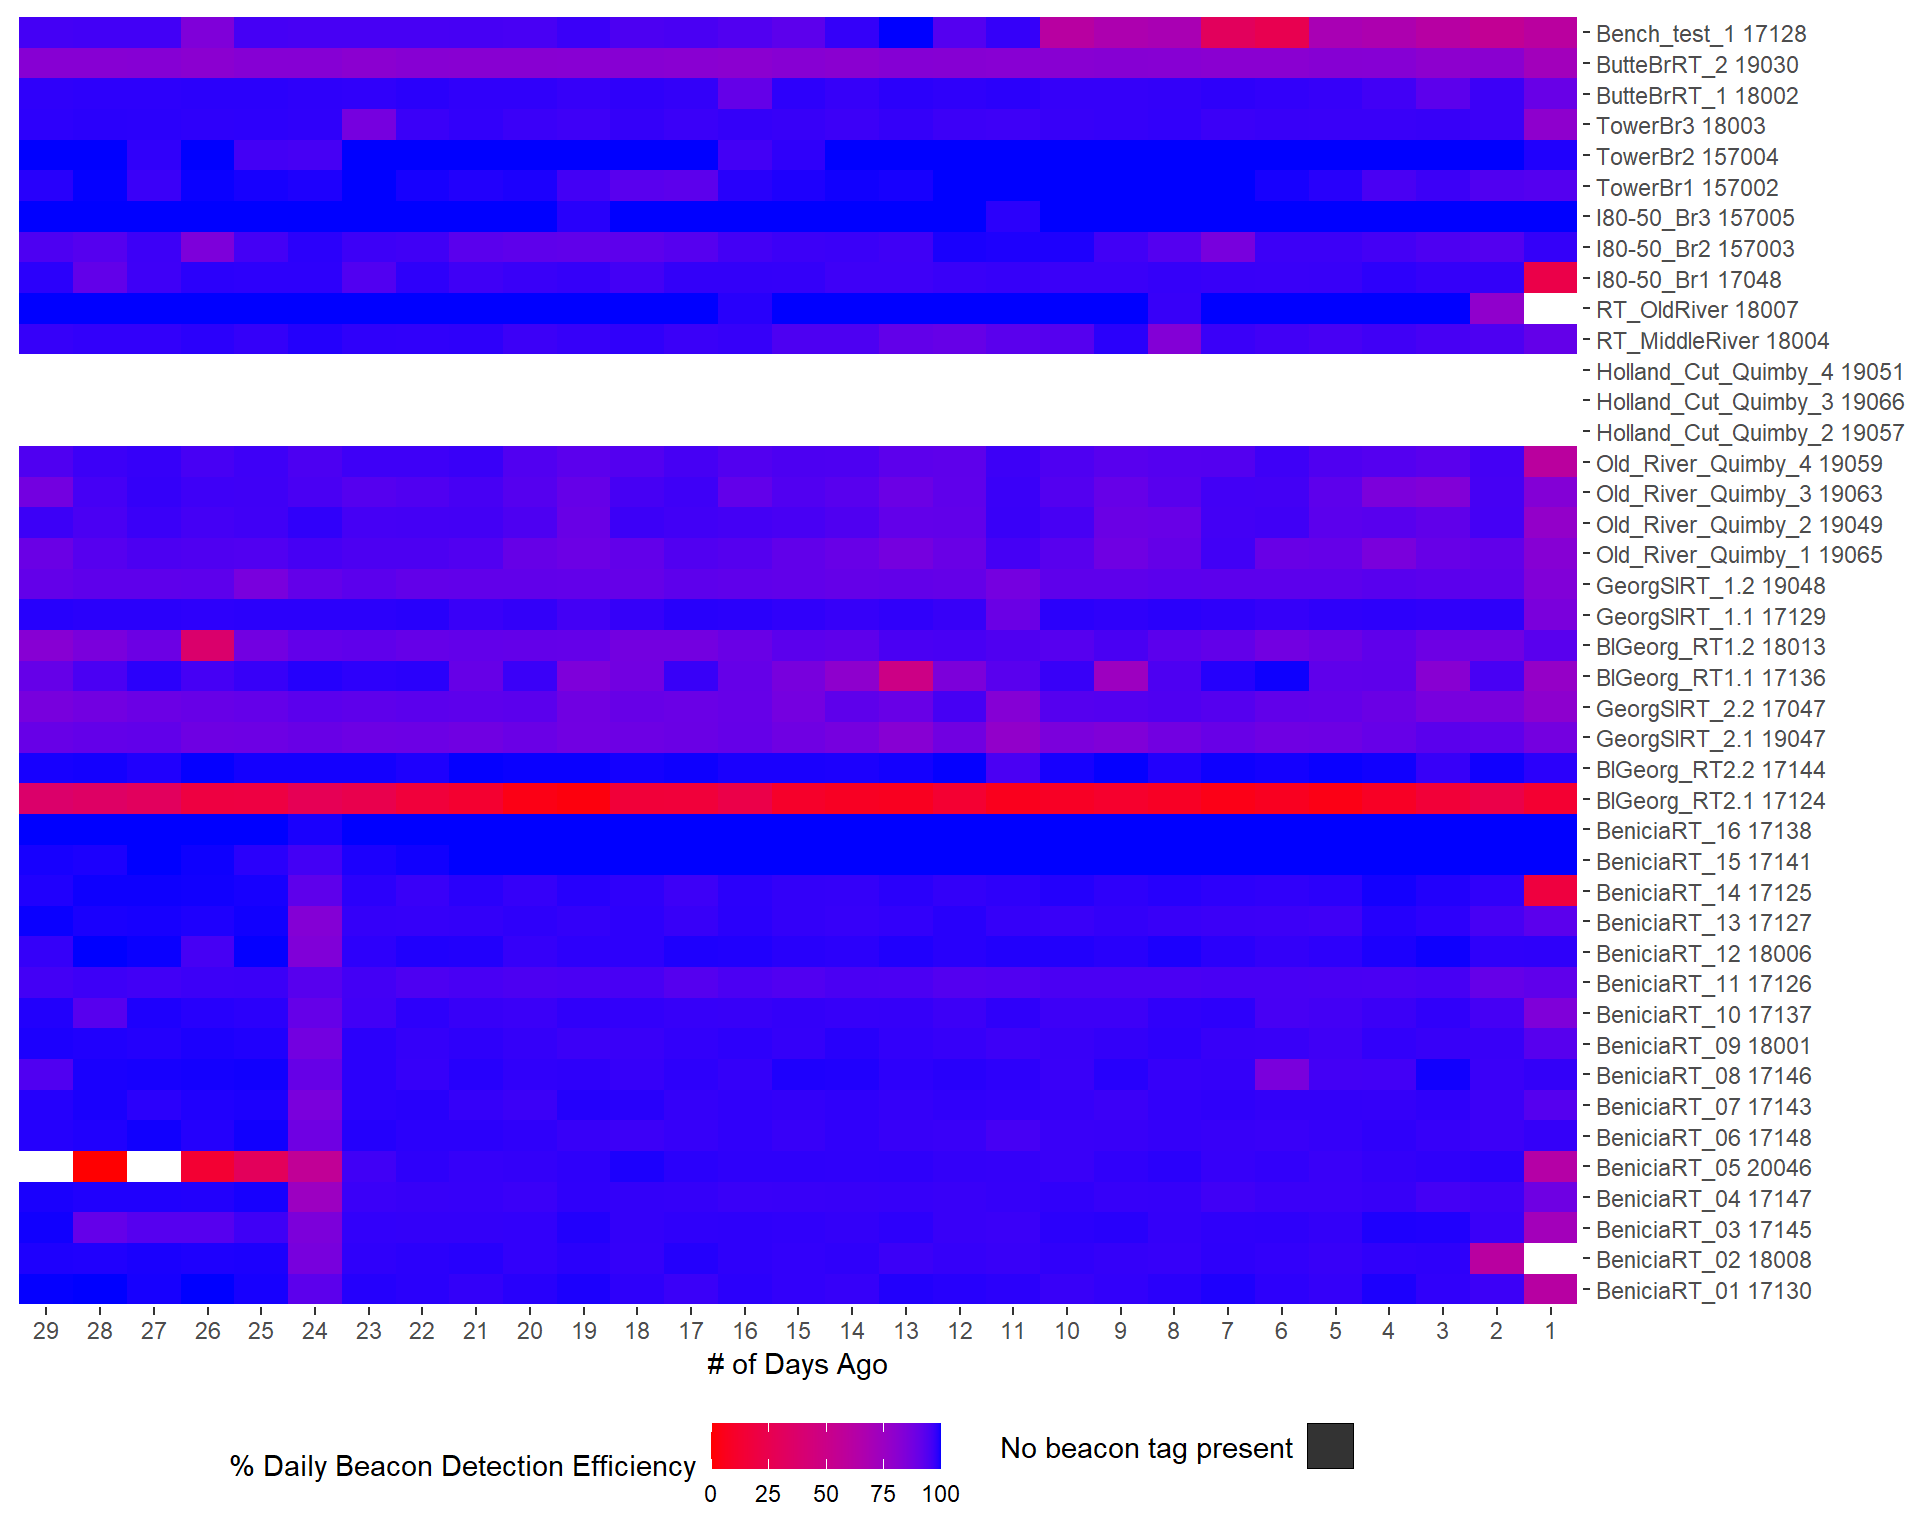 Bench_test_1 17128
ButteBrRT_2 19030
ButteBrRT_1 18002
TowerBr3 18003
TowerBr2 157004
TowerBr1 157002
I80-50_Br3 157005
I80-50_Br2 157003
I80-50_Br1 17048
RT_OldRiver 18007
RT_MiddleRiver 18004
Holland_Cut_Quimby_4 19051
Holland_Cut_Quimby_3 19066
Holland_Cut_Quimby_2 19057
Old_River_Quimby_4 19059
Old_River_Quimby_3 19063
Old_River_Quimby_2 19049
Old_River_Quimby_1 19065
GeorgSlRT_1.2 19048
GeorgSlRT_1.1 17129
BlGeorg_RT1.2 18013
BlGeorg_RT1.1 17136
GeorgSlRT_2.2 17047
GeorgSlRT_2.1 19047
BlGeorg_RT2.2 17144
BlGeorg_RT2.1 17124
BeniciaRT_16 17138
BeniciaRT_15 17141
BeniciaRT_14 17125
BeniciaRT_13 17127
BeniciaRT_12 18006
BeniciaRT_11 17126
BeniciaRT_10 17137
BeniciaRT_09 18001
BeniciaRT_08 17146
BeniciaRT_07 17143
BeniciaRT_06 17148
BeniciaRT_05 20046
BeniciaRT_04 17147
BeniciaRT_03 17145
BeniciaRT_02 18008
BeniciaRT_01 17130
29 28 27 26 25 24 23 22 21 20 19 18 17 16 15 14 13 12 11 10 9 8 7 6 5 4 3 2 1
# of Days Ago
% Daily Beacon Detection Efficiency
0 25 50 75 100
No beacon tag present